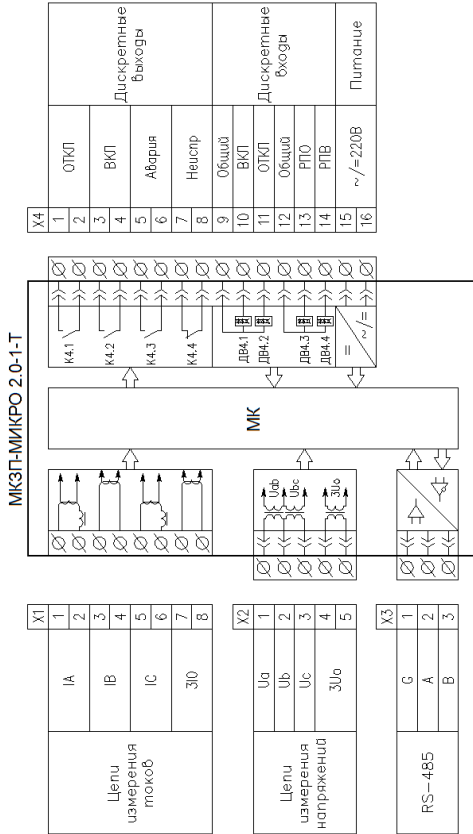 МКЗП-МИКРО 2.0-1-Т
Цепи
измерения
токов
X1
IA
1
2
IB
3
4
IC
5
6
3I0
7
8
Цепи
измерения
напряжений
X2
Ua
1
Ub
2
Uc
3
3Uo
4
5
RS-485
X3
G
1
A
2
B
3
Uab
Ubc
3Uo
МК
К4.1
К4.2
К4.3
К4.4
ДВ4.1
ДВ4.2
ДВ4.3
ДВ4.4
=
~/=
X4
1
2
ОТКЛ
3
4
ВКЛ
5
6
Авария
7
8
Неиспр
Дискретные
выходы
9
Общий
10
ВКЛ
11
ОТКЛ
12
Общий
13
РПО
14
РПВ
Дискретные
входы
15
16
~/=220В
Питание